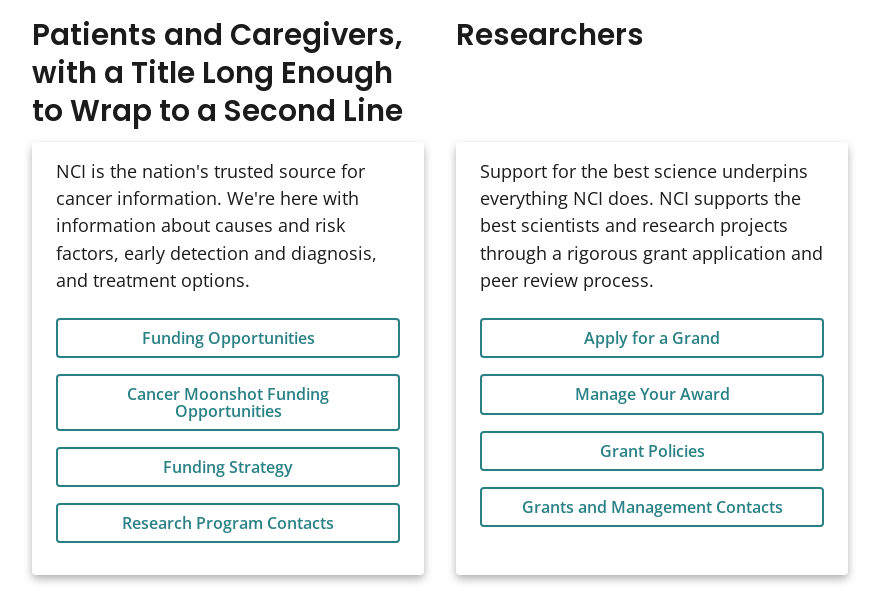 Patients and Caregivers,
with a Title Long Enough
to Wrap to a Second Line
NCI is the nation's trusted source for
cancer information. We're here with
information about causes and risk
factors, early detection and diagnosis,
and treatment options.
Funding Opportunities
Cancer Moonshot Funding
Opportunities
Funding Strategy
Research Program Contacts
Researchers
Support for the best science underpins
everything NCI does. NCI supports the
best scientists and research projects
through a rigorous grant application and
peer review process.
Apply for a Grand
Manage Your Award
Grant Policies
Grants and Management Contacts